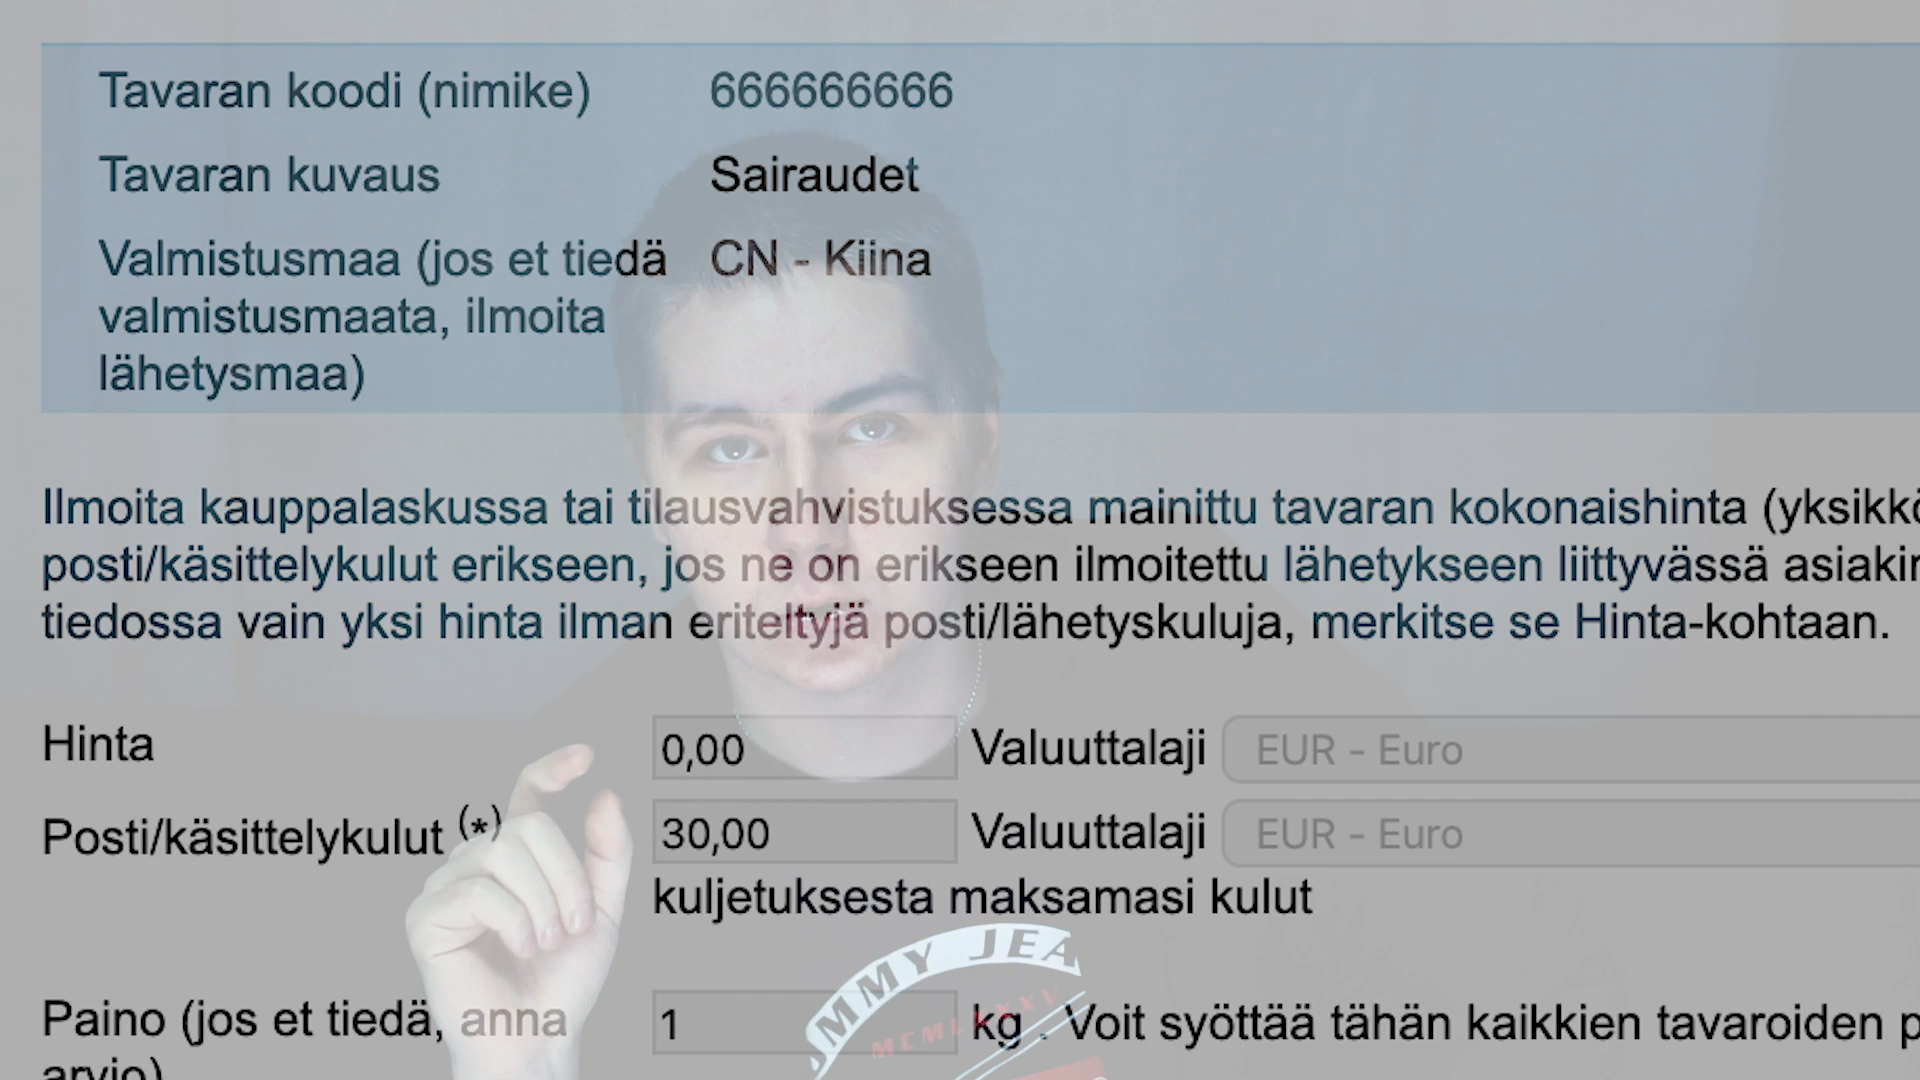 Tavaran koodi (nimike) 666666666
Tavaran kuvaus Sairaudet
Valmistusmaa (jos et tiedä CN - Kiina
valmistusmaata, ilmoita
lähetysmaa)
Ilmoita kauppalaskussa tai tilausvahvistuksessa mainittu tavaran kokonaishinta (yksikkö
posti/käsittelykulut erikseen, jos ne on erikseen ilmoitettu lähetykseen liittyvässä asiakir
tiedossa vain yksi hinta ilman eriteltyjä posti/lähetyskuluja, merkitse se Hinta-kohtaan.
Hinta 0,00 Valuuttalaji EUR - Euro
Posti/käsittelykulut (*) 30,00 Valuuttalaji EUR - Euro
kuljetuksesta maksamasi kulut
MMY JEA
MCMLXXXV
Paino (jos et tiedä, anna 1 kg . Voit syöttää tähän kaikkien tavaroiden p
arvio)